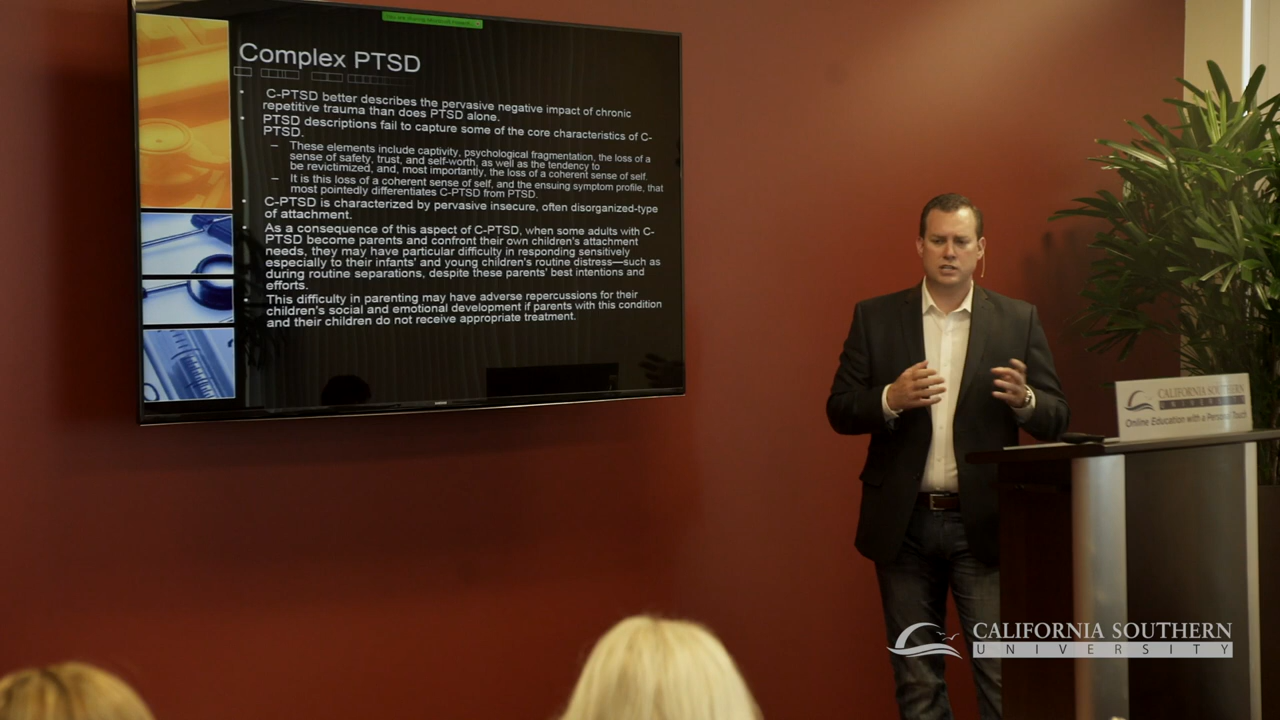 Complex PTSD
C-PTSD better describes the pervasive negative impact of chronic
repetitive trauma than does PTSD alone.
PTSD descriptions fail to capture some of the core characteristics of C-
PTSD.
– These elements include captivity, psychological fragmentation, the loss of a
sense of safety, trust, and self-worth, as well as the tendency to
be revictimized, and, most importantly, the loss of a coherent sense of self.
– It is this loss of a coherent sense of self, and the ensuing symptom profile, that
most pointedly differentiates C-PTSD from PTSD.
C-PTSD is characterized by pervasive insecure, often disorganized-type
of attachment.
As a consequence of this aspect of C-PTSD, when some adults with C-
PTSD become parents and confront their own children's attachment
needs, they may have particular difficulty in responding sensitively
especially to their infants' and young children's routine distress—such as
during routine separations, despite these parents' best intentions and
efforts.
This difficulty in parenting may have adverse repercussions for their
children's social and emotional development if parents with this condition
and their children do not receive appropriate treatment.
CALIFORNIA SOUTHERN
UNIVERSITY
Online Education with a Personal Touch
CALIFORNIA SOUTHERN
UNIVERSITY